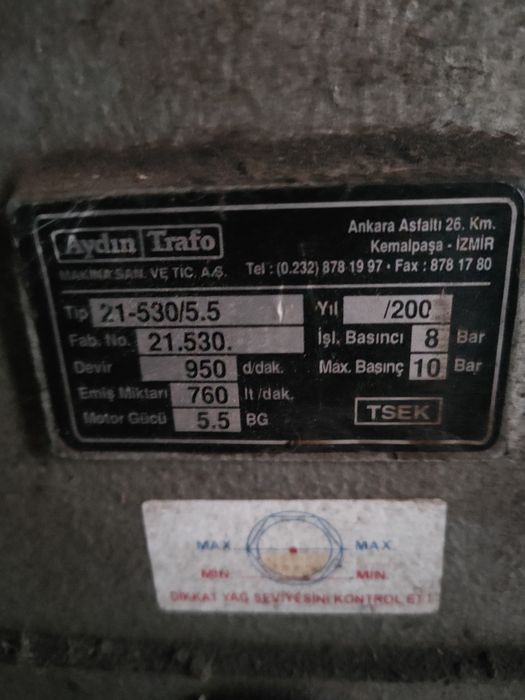 Aydın Trafo
MAKİNA SAN. VE TİC. A.Ş.
Ankara Asfaltı 26. Km.
Kemalpaşa - İZMİR
Tel : (0.232) 878 19 97 • Fax : 878 17 80
Tip 21-530/5.5
Yıl /200
Fab. No. 21.530.
İşl. Basıncı 8 Bar
Devir 950 d/dak.
Max. Basınç 10 Bar
Emiş Miktarı 760 lt /dak.
Motor Gücü 5.5 BG
TSEK
MAX. MAX.
MIN. MIN.
DİKKAT YAĞ SEVİYESİNİ KONTROL ET